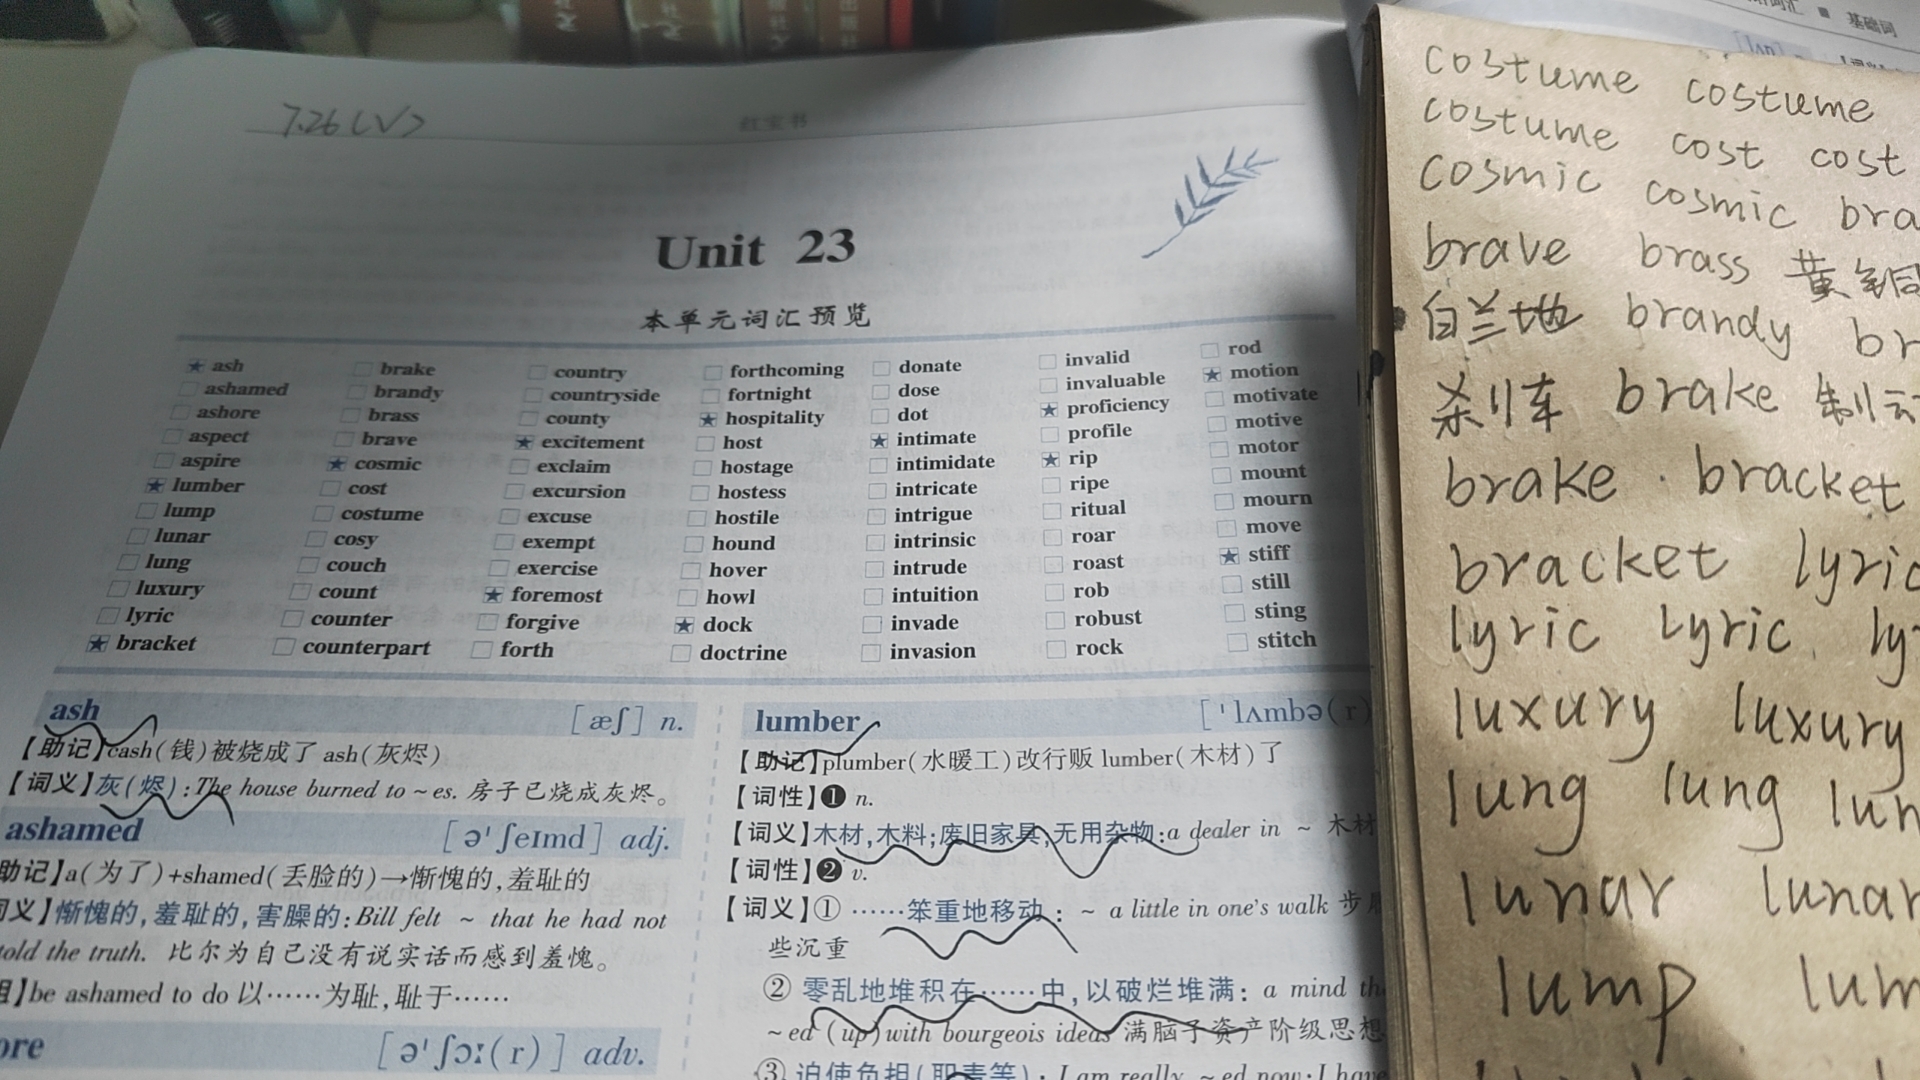 7.26(√)
红宝书
Unit 23
本单元词汇预览
★ ash □ brake □ country □ forthcoming □ donate □ invalid □ rod
□ ashamed □ brandy □ countryside □ fortnight □ dose □ invaluable ★ motion
□ ashore □ brass □ county ★ hospitality □ dot ★ proficiency □ motivate
□ aspect □ brave ★ excitement □ host ★ intimate □ profile □ motive
□ aspire ★ cosmic □ exclaim □ hostage □ intimidate ★ rip □ motor
★ lumber □ cost □ excursion □ hostess □ intricate □ ripe □ mount
□ lump □ costume □ excuse □ hostile □ intrigue □ ritual □ mourn
□ lunar □ cosy □ exempt □ hound □ intrinsic □ roar □ move
□ lung □ couch □ exercise □ hover □ intrude □ roast ★ stiff
□ luxury □ count ★ foremost □ howl □ intuition □ rob □ still
□ lyric □ counter □ forgive ★ dock □ invade □ robust □ sting
★ bracket □ counterpart □ forth □ doctrine □ invasion □ rock □ stitch
ash [æʃ] n.
【助记】cash(钱)被烧成了 ash(灰烬)
【词义】灰(烬):The house burned to ~es. 房子已烧成灰烬。
ashamed [ə'ʃeɪmd] adj.
助记】a(为了)+shamed(丢脸的)→惭愧的,羞耻的
词义】惭愧的,羞耻的,害臊的:Bill felt ~ that he had not
told the truth. 比尔为自己没有说实话而感到羞愧。
组】be ashamed to do 以……为耻,耻于……
ore [ə'ʃɔː(r)] adv.
lumber ['lʌmbə(r)
【助记】plumber(水暖工)改行贩 lumber(木材)了
【词性】❶ n.
【词义】木材,木料;废旧家具,无用杂物:a dealer in ~ 木材
【词性】❷ v.
【词义】① ……笨重地移动：~ a little in one's walk 步
些沉重
② 零乱地堆积在……中,以破烂堆满：a mind th
~ed (up)with bourgeois ideas 满脑子资产阶级思想
③ 迫使负担(职责等)：I am really ~ed now·I have
基础词
costume costume
costume cost cost
cosmic cosmic bra
brave brass 黄铜
白兰地 brandy br
刹车 brake 制动
brake · bracket
bracket lyric
lyric lyric ly
luxury luxury
lung lung lun
lunar lunar
lump lum